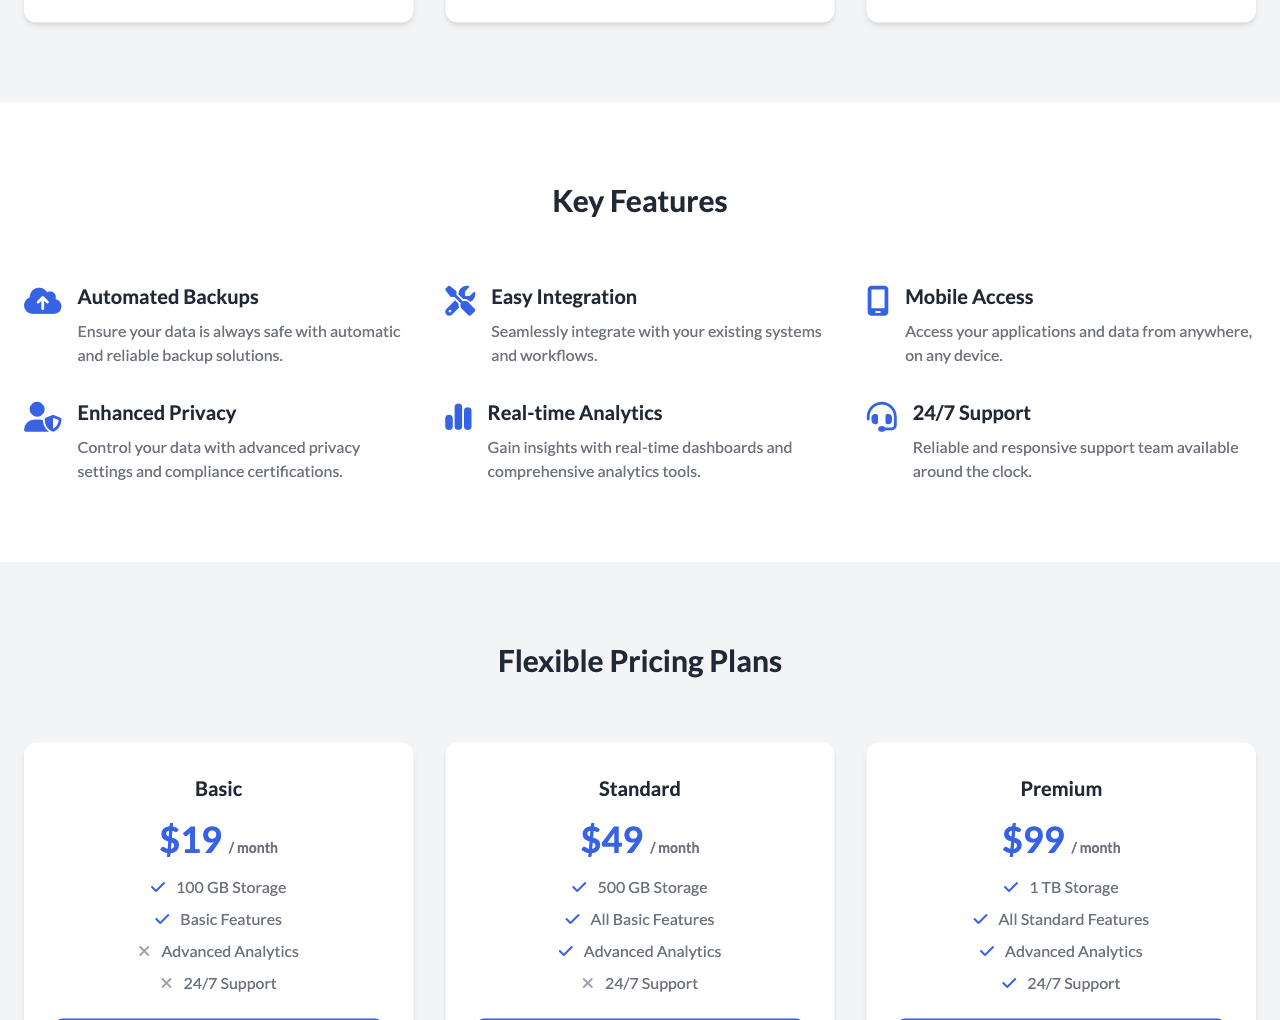 Key Features
Automated Backups
Ensure your data is always safe with automatic
and reliable backup solutions.
Easy Integration
Seamlessly integrate with your existing systems
and workflows.
Mobile Access
Access your applications and data from anywhere,
on any device.
Enhanced Privacy
Control your data with advanced privacy
settings and compliance certifications.
Real-time Analytics
Gain insights with real-time dashboards and
comprehensive analytics tools.
24/7 Support
Reliable and responsive support team available
around the clock.
Flexible Pricing Plans
Basic
$19 / month
100 GB Storage
Basic Features
Advanced Analytics
24/7 Support
Standard
$49 / month
500 GB Storage
All Basic Features
Advanced Analytics
24/7 Support
Premium
$99 / month
1 TB Storage
All Standard Features
Advanced Analytics
24/7 Support